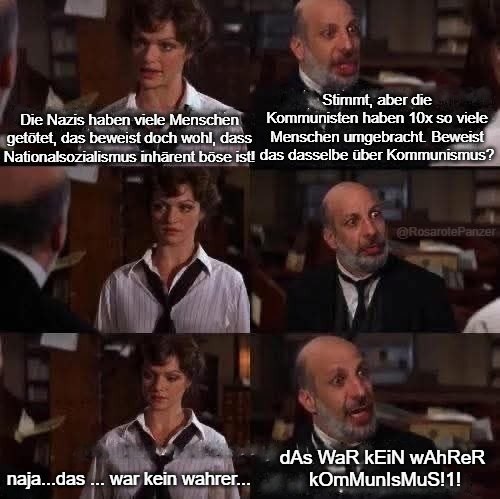 Die Nazis haben viele Menschen
getötet, das beweist doch wohl, dass
Nationalsozialismus inhärent böse ist!
Stimmt, aber die
Kommunisten haben 10x so viele
Menschen umgebracht. Beweist
das dasselbe über Kommunismus?
@RosarotePanzer
naja...das ... war kein wahrer...
dAs WaR kEiN wAhReR
kOmMunIsMuS!1!